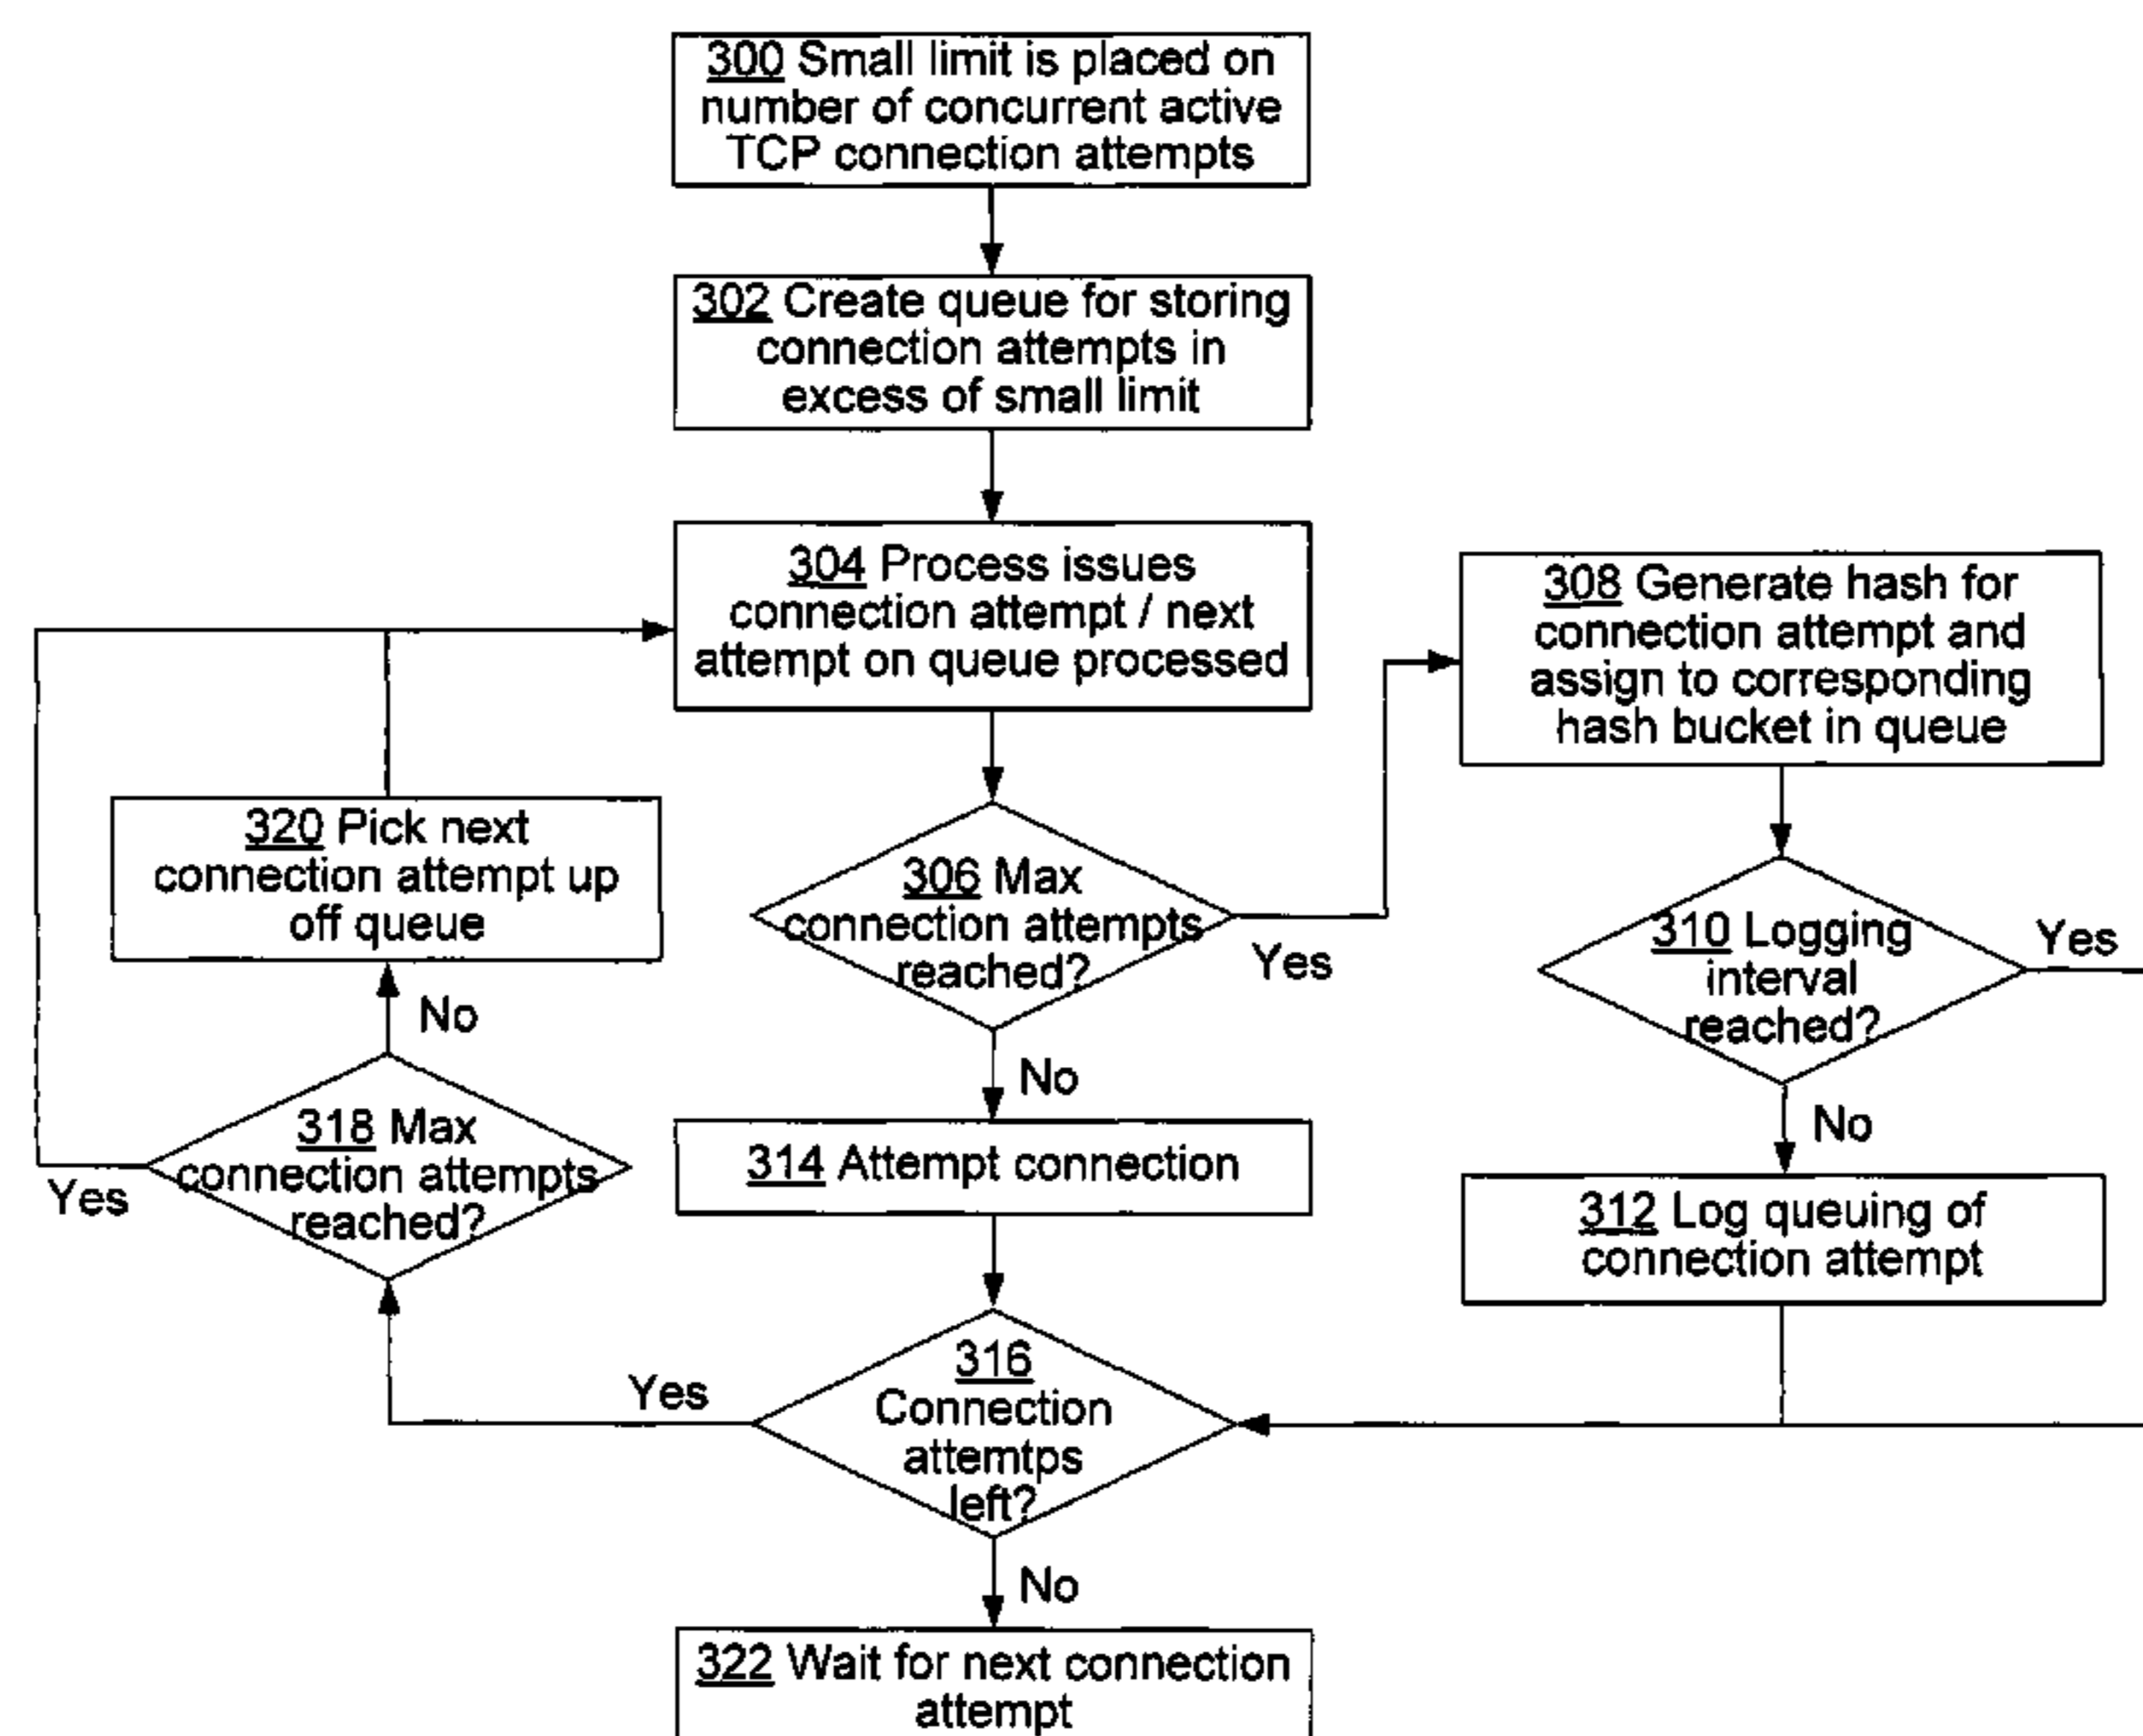 300 Small limit is placed on
number of concurrent active
TCP connection attempts
302 Create queue for storing
connection attempts in
excess of small limit
304 Process issues
connection attempt / next
attempt on queue processed
308 Generate hash for
connection attempt and
assign to corresponding
hash bucket in queue
320 Pick next
connection attempt up
off queue
306 Max
connection attempts
reached?
Yes
310 Logging
interval
reached?
Yes
No
No
No
318 Max
connection attempts
reached?
Yes
314 Attempt connection
312 Log queuing of
connection attempt
Yes
316
Connection
attemtps
left?
No
322 Wait for next connection
attempt